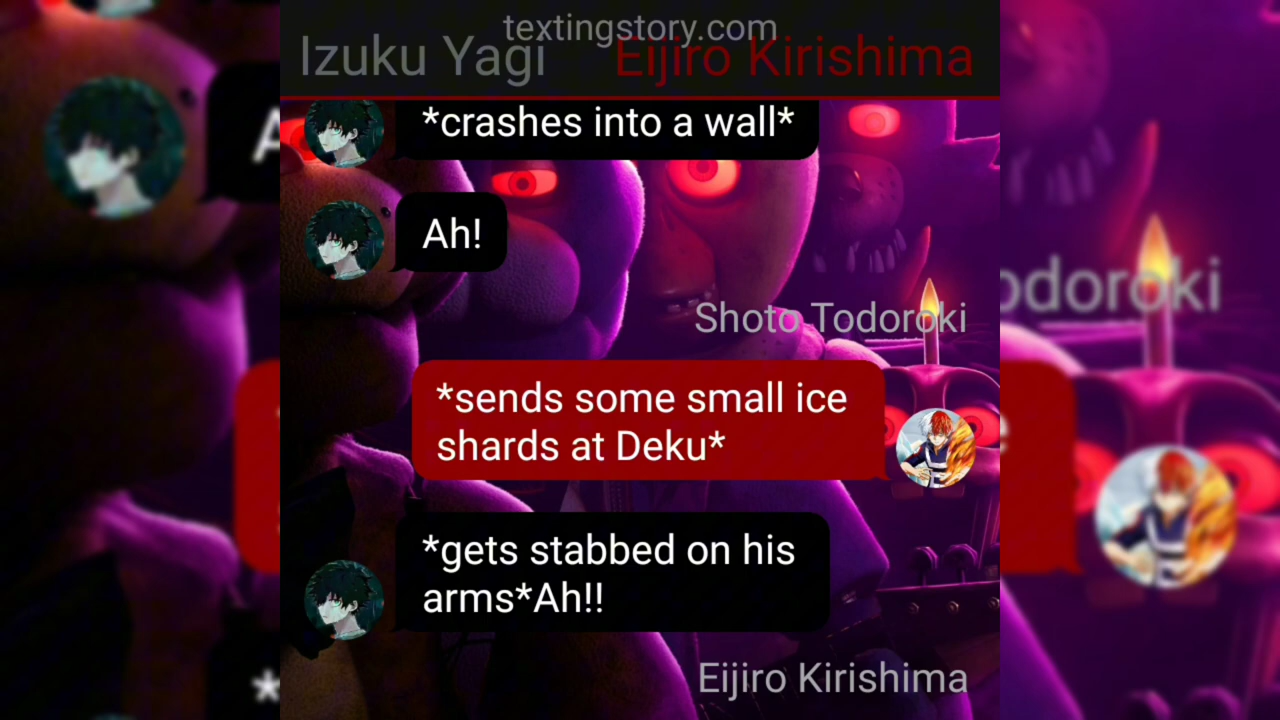 textingstory.com
Izuku Yagi
Eijiro Kirishima
*crashes into a wall*
Ah!
Shoto Todoroki
*sends some small ice
shards at Deku*
*gets stabbed on his
arms*Ah!!
Eijiro Kirishima
A
odoroki
*